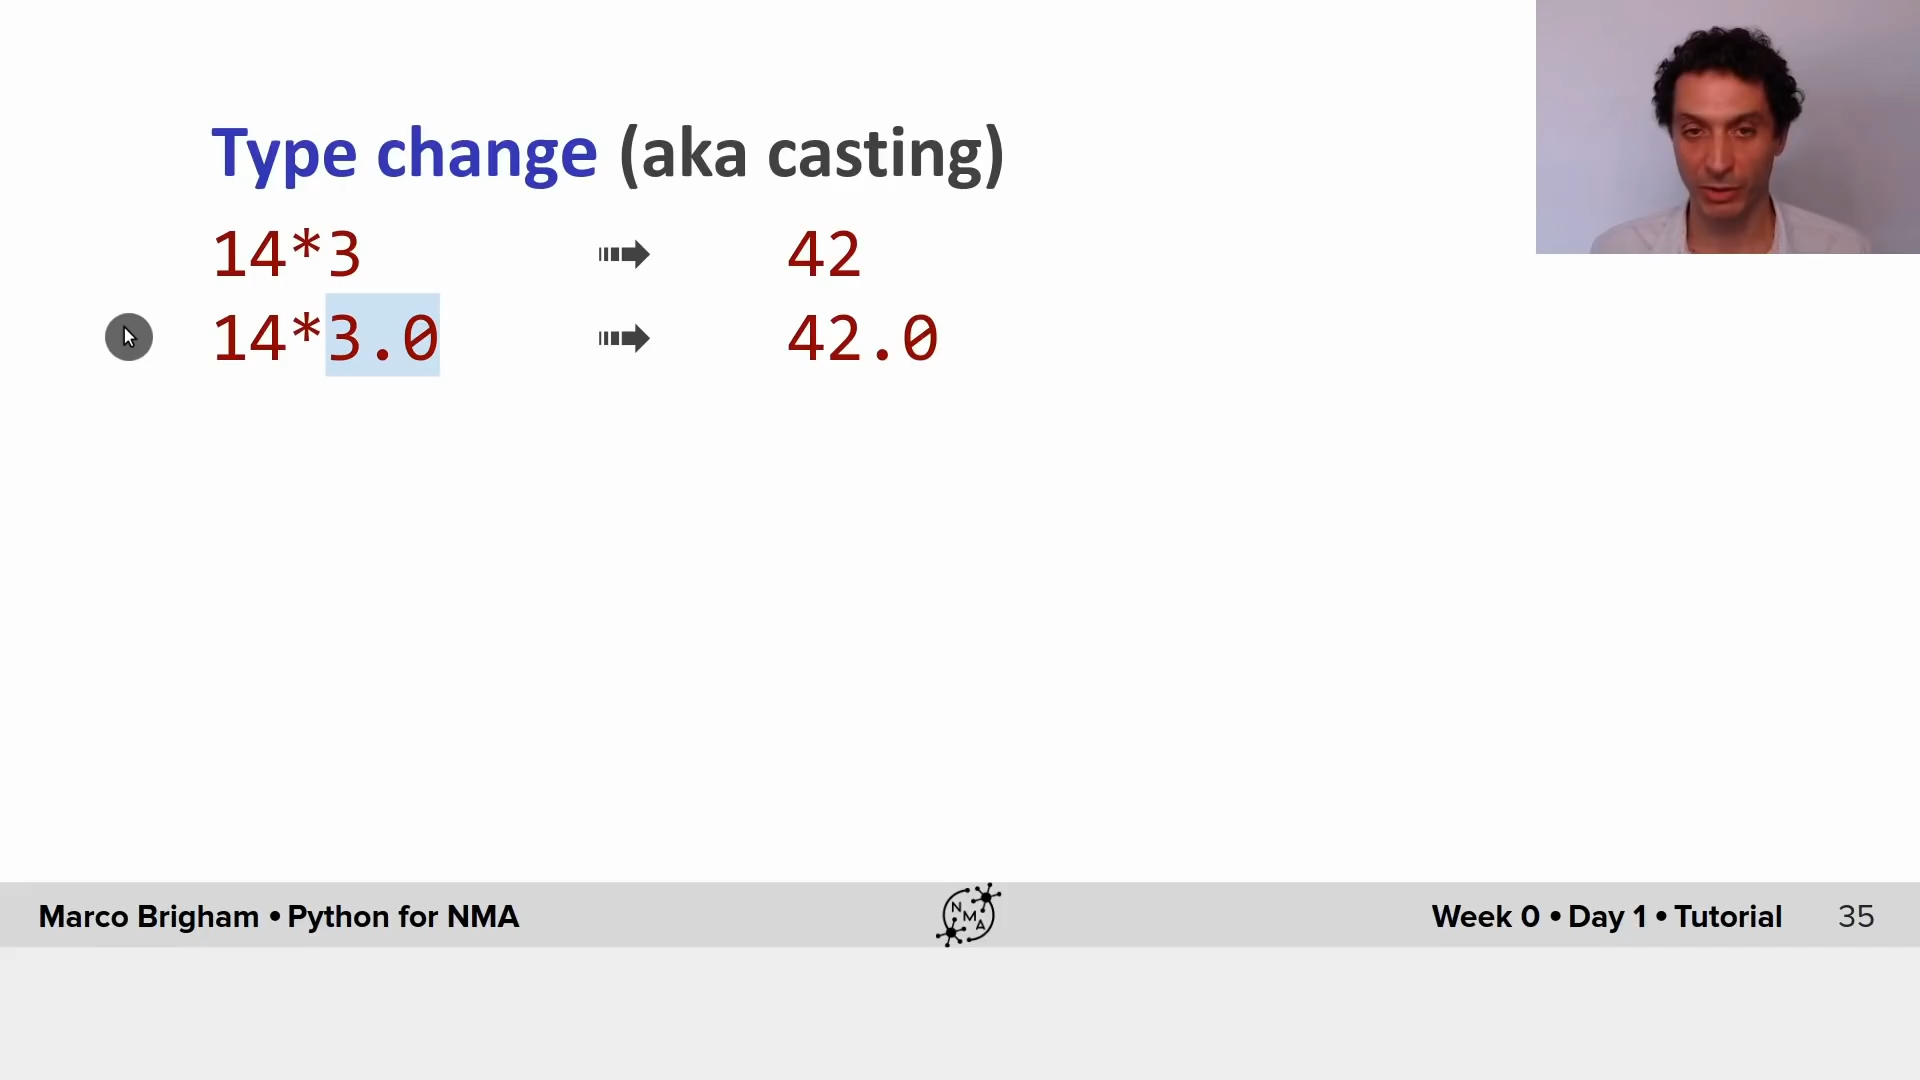 Type change (aka casting)
14*3 ➟ 42
14*3.0 ➟ 42.0
Marco Brigham • Python for NMA
NMA
Week 0 • Day 1 • Tutorial 35